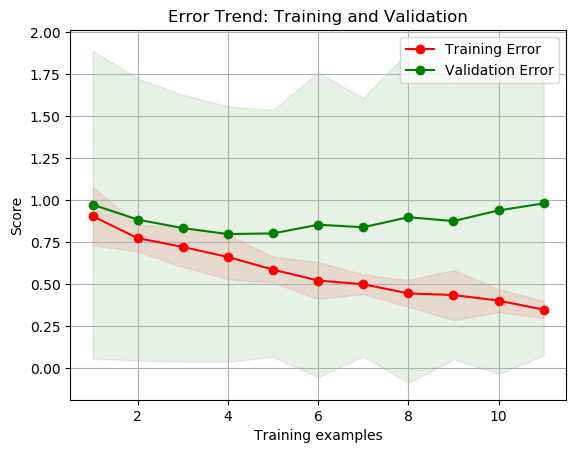 Error Trend: Training and Validation
Training Error
Validation Error
Score
2.00
1.75
1.50
1.25
1.00
0.75
0.50
0.25
0.00
2 4 6 8 10
Training examples